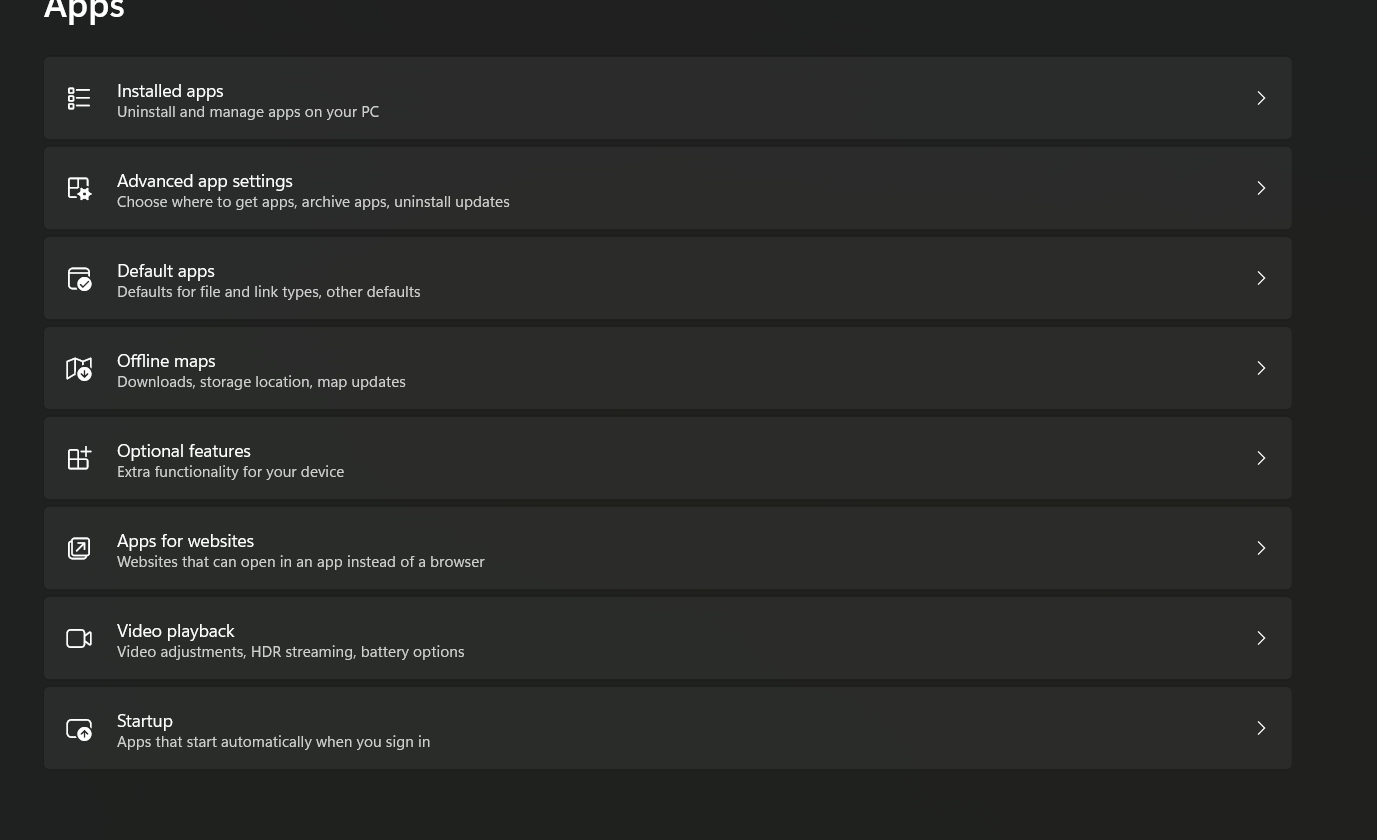 Apps
Installed apps
Uninstall and manage apps on your PC
Advanced app settings
Choose where to get apps, archive apps, uninstall updates
Default apps
Defaults for file and link types, other defaults
Offline maps
Downloads, storage location, map updates
Optional features
Extra functionality for your device
Apps for websites
Websites that can open in an app instead of a browser
Video playback
Video adjustments, HDR streaming, battery options
Startup
Apps that start automatically when you sign in